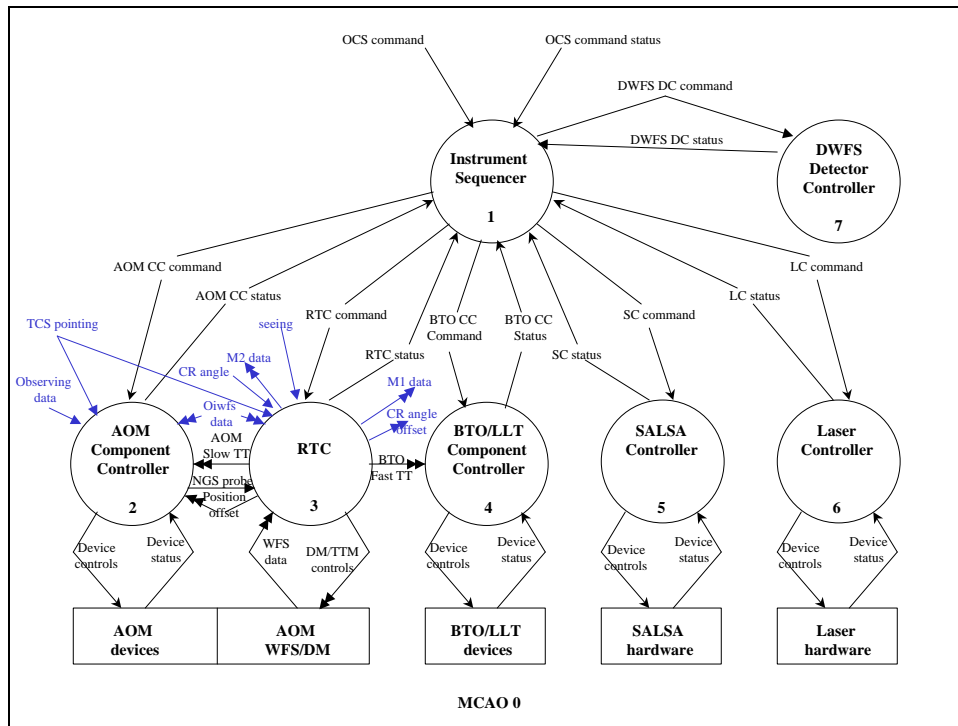 OCS command
OCS command status
DWFS DC command
DWFS DC status
Instrument
Sequencer
1
DWFS
Detector
Controller
7
AOM CC command
AOM CC status
RTC command
RTC status
BTO CC
Command
BTO CC
Status
SC command
SC status
LC status
LC command
TCS pointing
seeing
M2 data
CR angle
Observing
data
Oiwfs
data
M1 data
CR angle
offset
AOM
Component
Controller
2
AOM
Slow TT
NGS probe
Position
offset
RTC
3
BTO
Fast TT
BTO/LLT
Component
Controller
4
SALSA
Controller
5
Laser
Controller
6
Device
controls
Device
status
WFS
data
DM/TTM
controls
Device
controls
Device
status
Device
controls
Device
status
Device
controls
Device
status
AOM
devices
AOM
WFS/DM
BTO/LLT
devices
SALSA
hardware
Laser
hardware
MCAO 0